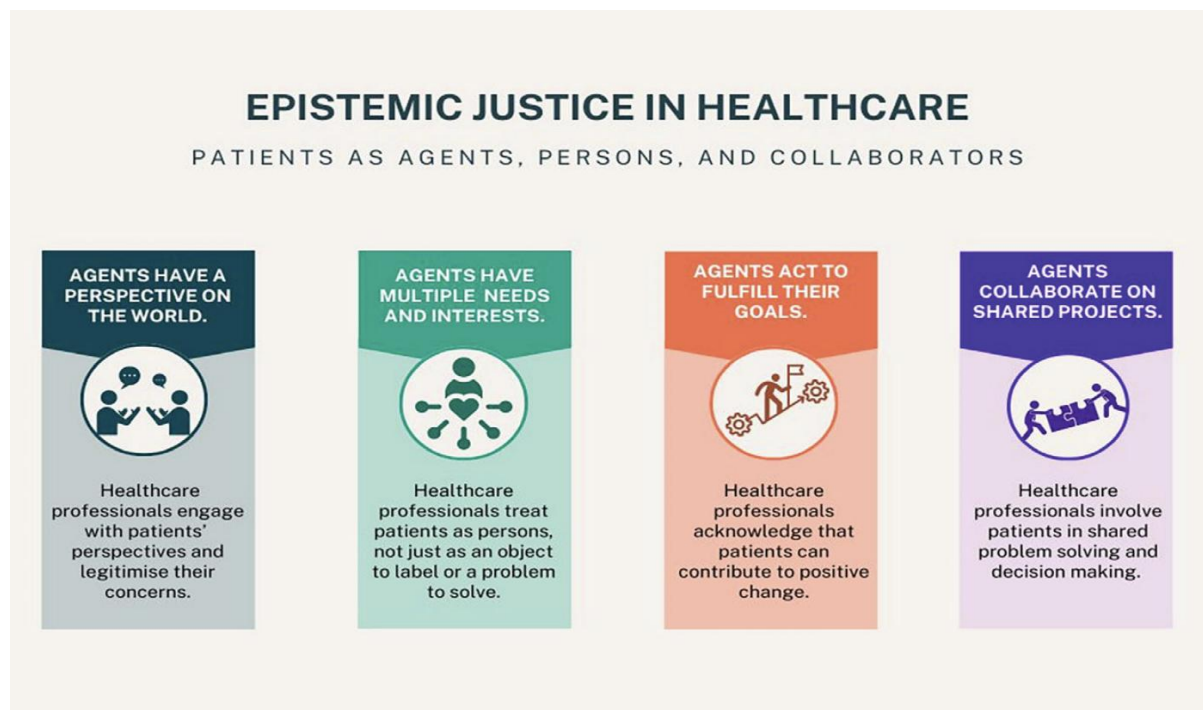 EPISTEMIC JUSTICE IN HEALTHCARE
PATIENTS AS AGENTS, PERSONS, AND COLLABORATORS
AGENTS HAVE A
PERSPECTIVE ON
THE WORLD.
Healthcare
professionals engage
with patients'
perspectives and
legitimise their
concerns.
AGENTS HAVE
MULTIPLE NEEDS
AND INTERESTS.
Healthcare
professionals treat
patients as persons,
not just as an object
to label or a problem
to solve.
AGENTS ACT TO
FULFILL THEIR
GOALS.
Healthcare
professionals
acknowledge that
patients can
contribute to positive
change.
AGENTS
COLLABORATE ON
SHARED PROJECTS.
Healthcare
professionals involve
patients in shared
problem solving and
decision making.